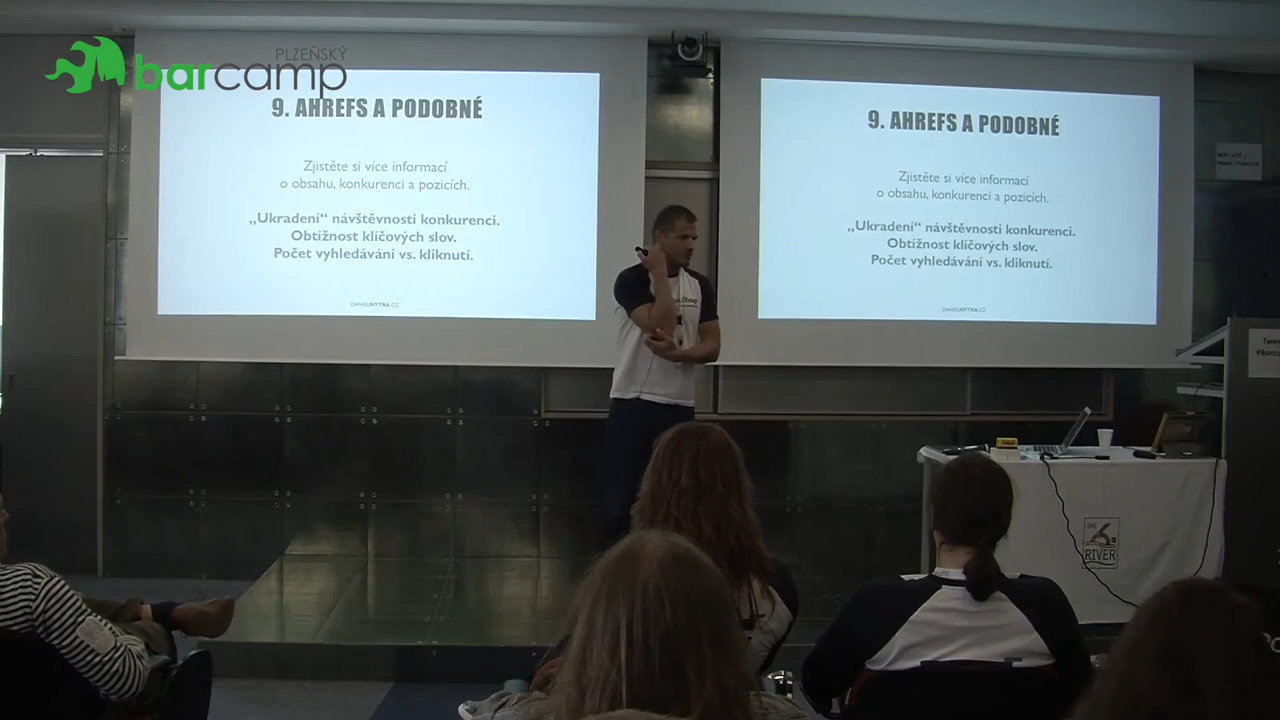 PLZEŇSKÝ
barcamp
9. AHREFS A PODOBNÉ
Zjistěte si více informací
o obsahu, konkurenci a pozicích.
„Ukradení“ návštěvnosti konkurenci.
Obtížnost klíčových slov.
Počet vyhledávání vs. kliknutí.
DANIELNYTRA.CZ
9. AHREFS A PODOBNÉ
Zjistěte si více informací
o obsahu, konkurenci a pozicích.
„Ukradení“ návštěvnosti konkurenci.
Obtížnost klíčových slov.
Počet vyhledávání vs. kliknutí.
DANIELNYTRA.CZ
THE
RIVER